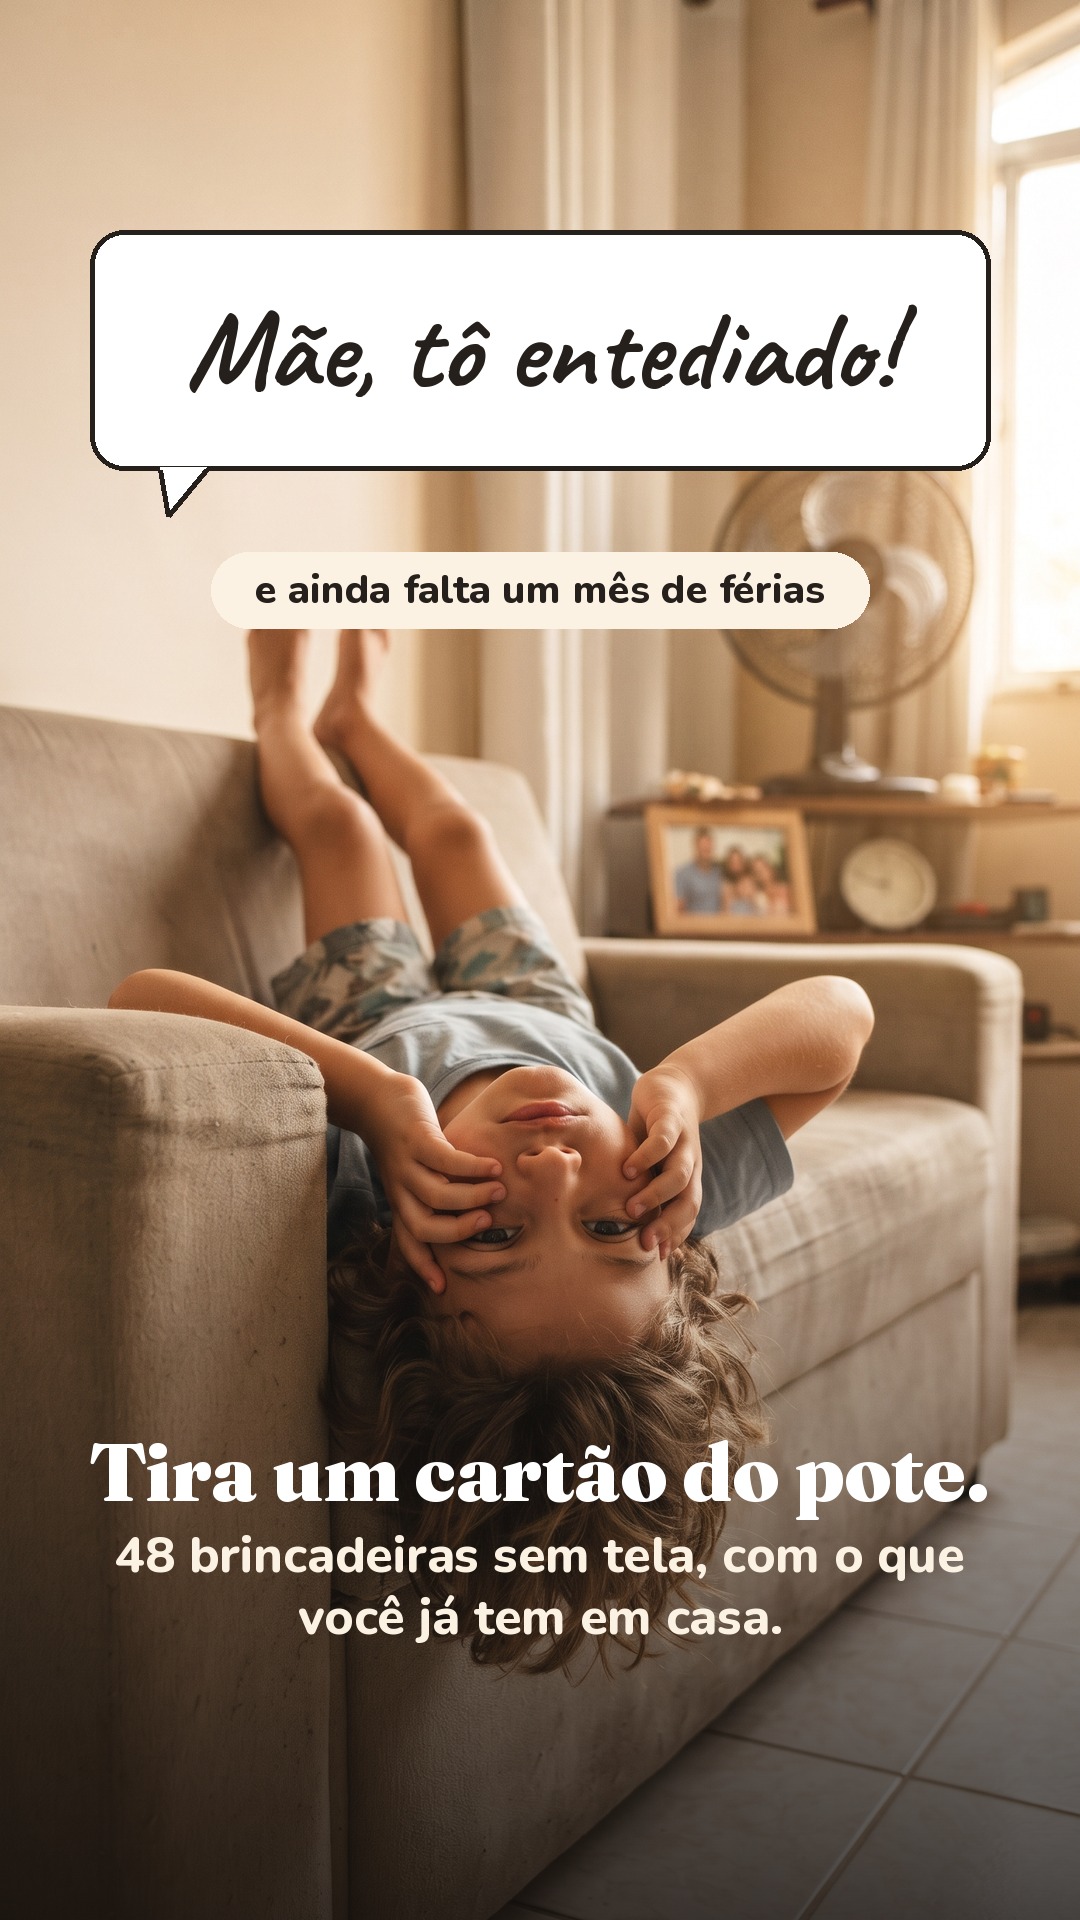 Mãe, tô entediado!
e ainda falta um mês de férias
Tira um cartão do pote.
48 brincadeiras sem tela, com o que
você já tem em casa.